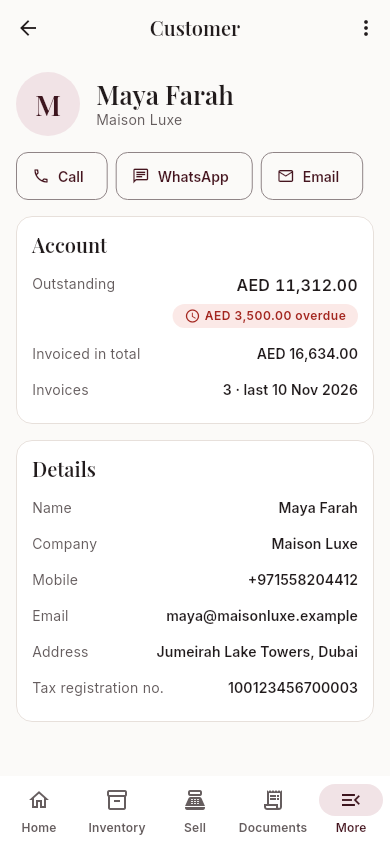 Customer
M
Maya Farah
Maison Luxe
Call
WhatsApp
Email
Account
Outstanding AED 11,312.00
AED 3,500.00 overdue
Invoiced in total AED 16,634.00
Invoices 3 · last 10 Nov 2026
Details
Name Maya Farah
Company Maison Luxe
Mobile +971558204412
Email maya@maisonluxe.example
Address Jumeirah Lake Towers, Dubai
Tax registration no. 100123456700003
Home Inventory Sell Documents More